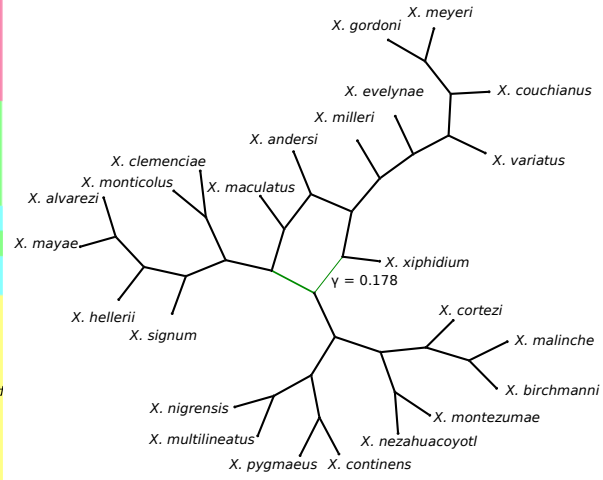 X. meyeri
X. gordoni
X. evelynae
X. couchianus
X. milleri
X. andersi
X. variatus
X. clemenciae
X. monticolus
X. maculatus
X. alvarezi
X. mayae
X. xiphidium
γ = 0.178
X. hellerii
X. signum
X. cortezi
X. malinche
X. birchmanni
X. nigrensis
X. montezumae
X. multilineatus
X. nezahuacoyotl
X. pygmaeus
X. continens